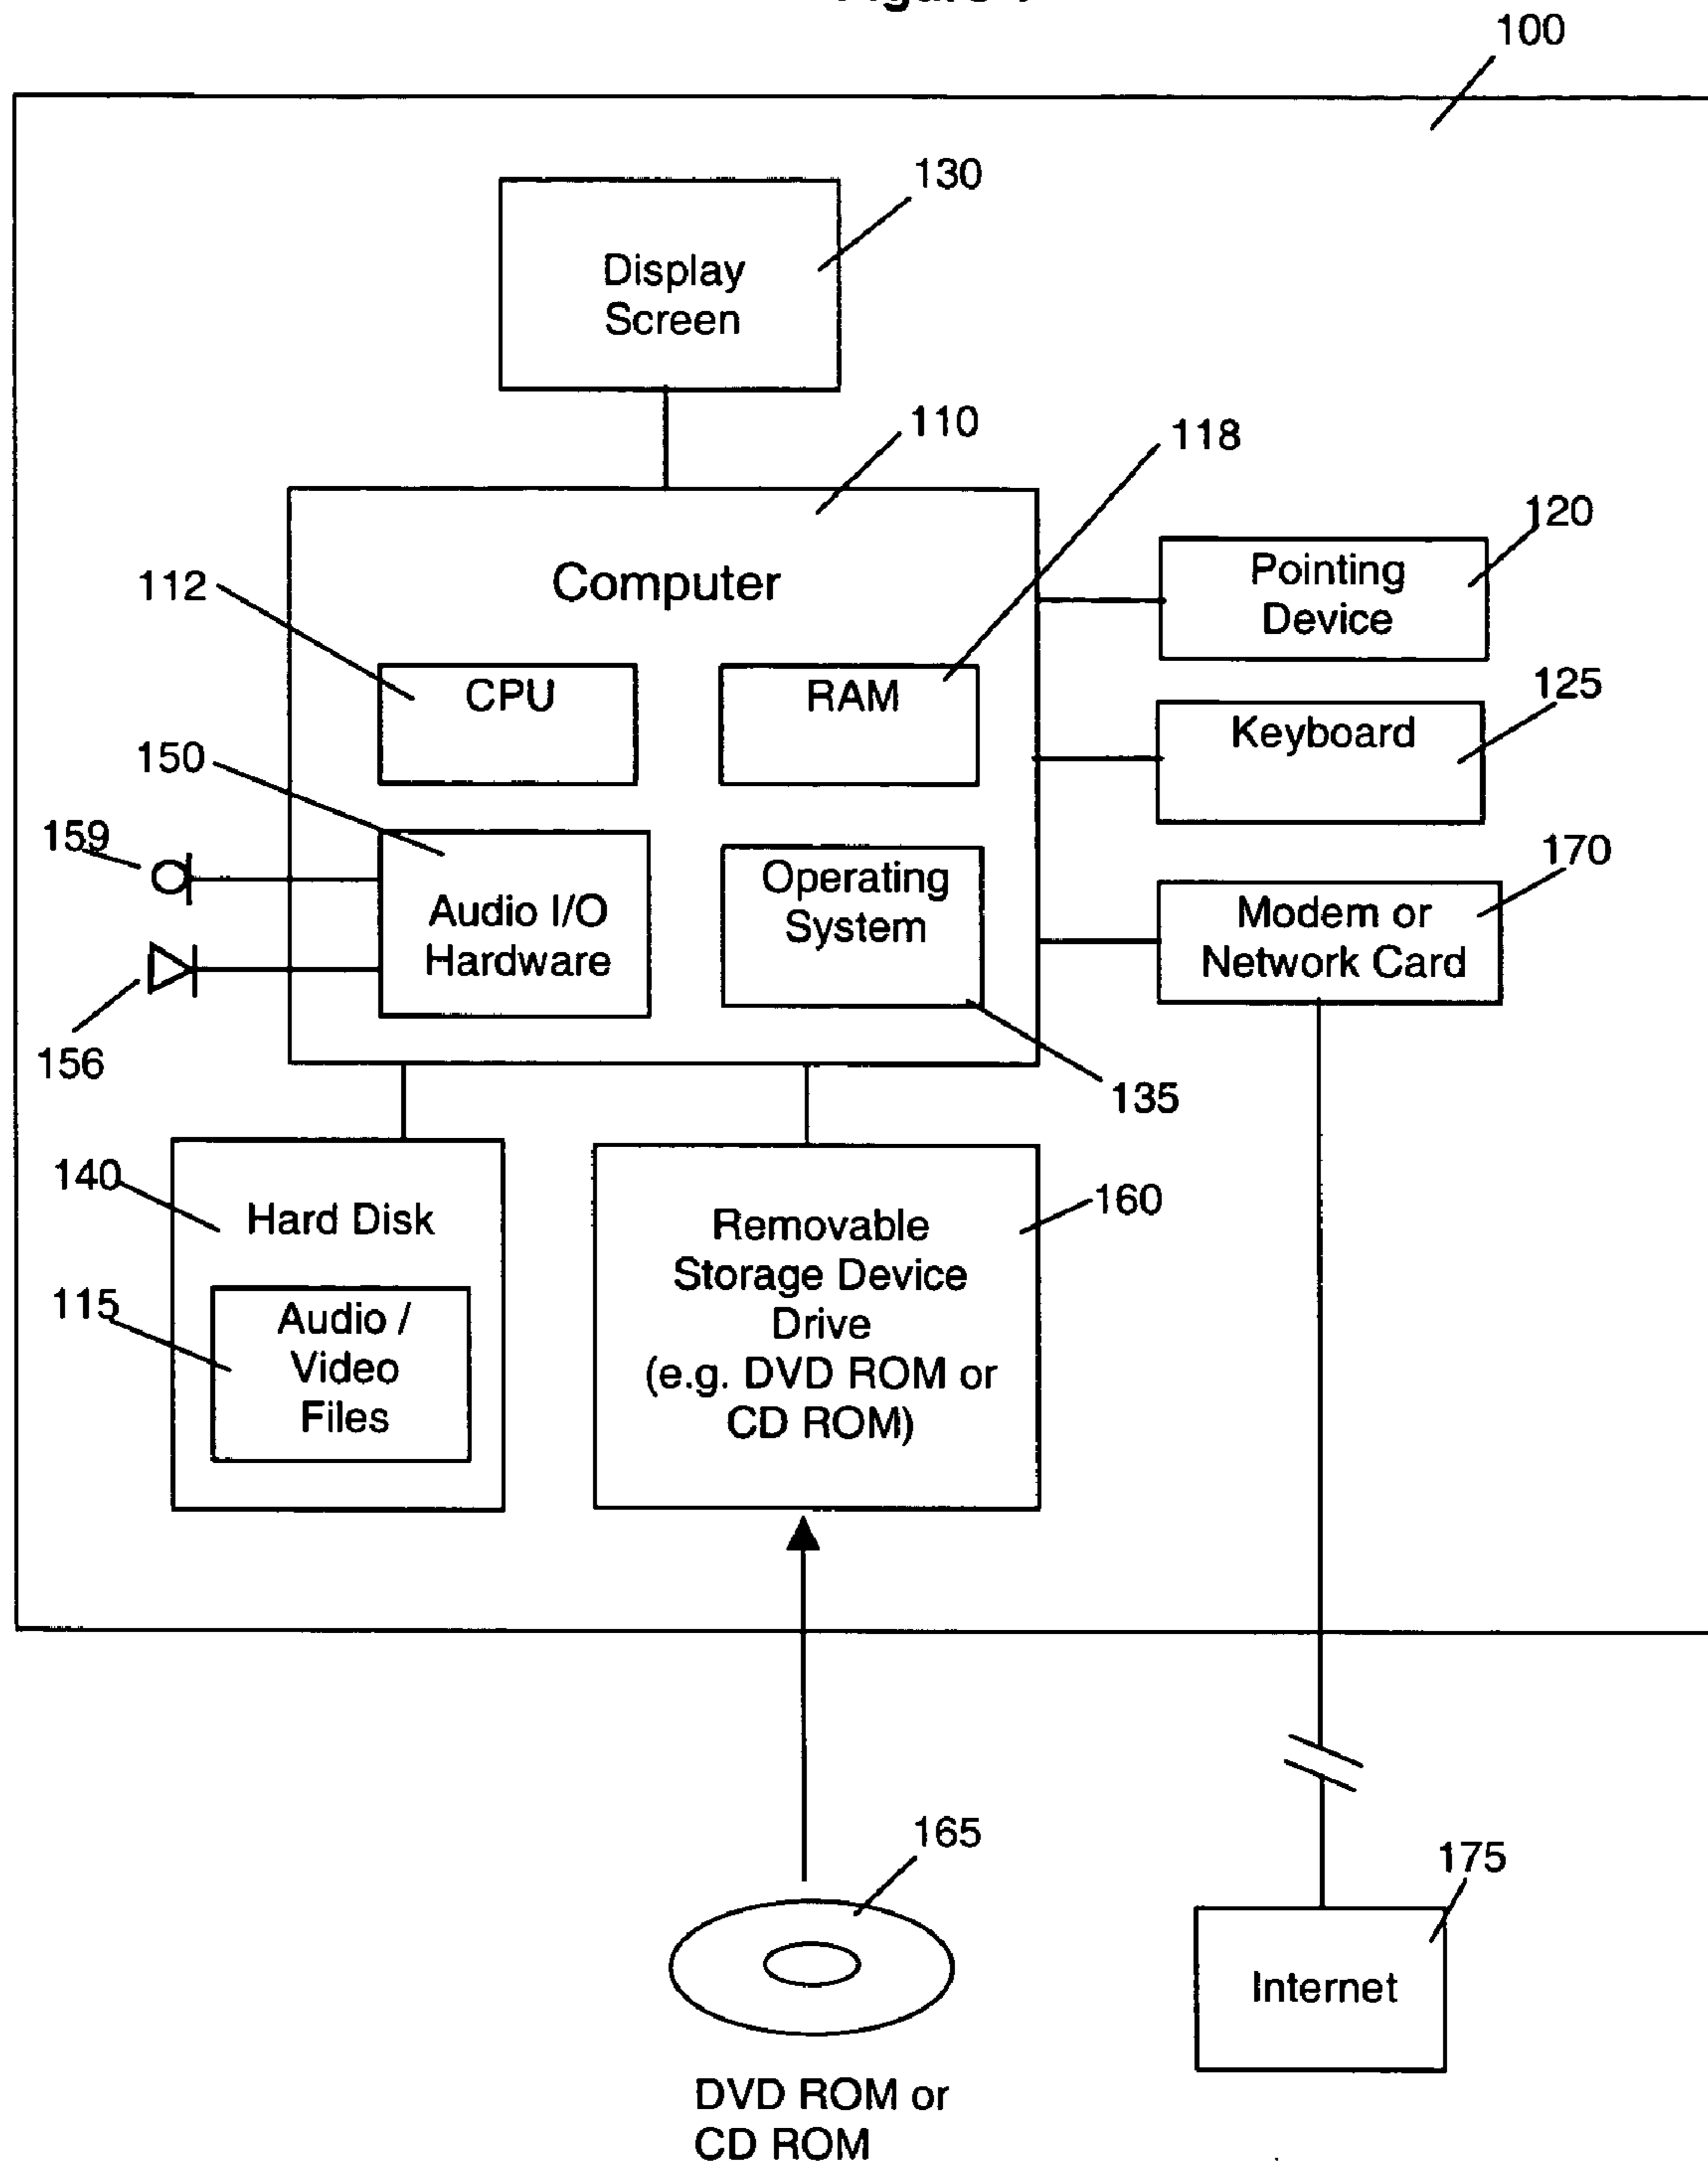 100
130
Display
Screen
110
118
120
Computer
Pointing
Device
112
CPU
RAM
125
Keyboard
150
159
170
Audio I/O
Hardware
Operating
System
Modem or
Network Card
156
135
140
Hard Disk
160
Removable
Storage Device
Drive
(e.g. DVD ROM or
CD ROM)
115
Audio /
Video
Files
165
175
Internet
DVD ROM or
CD ROM